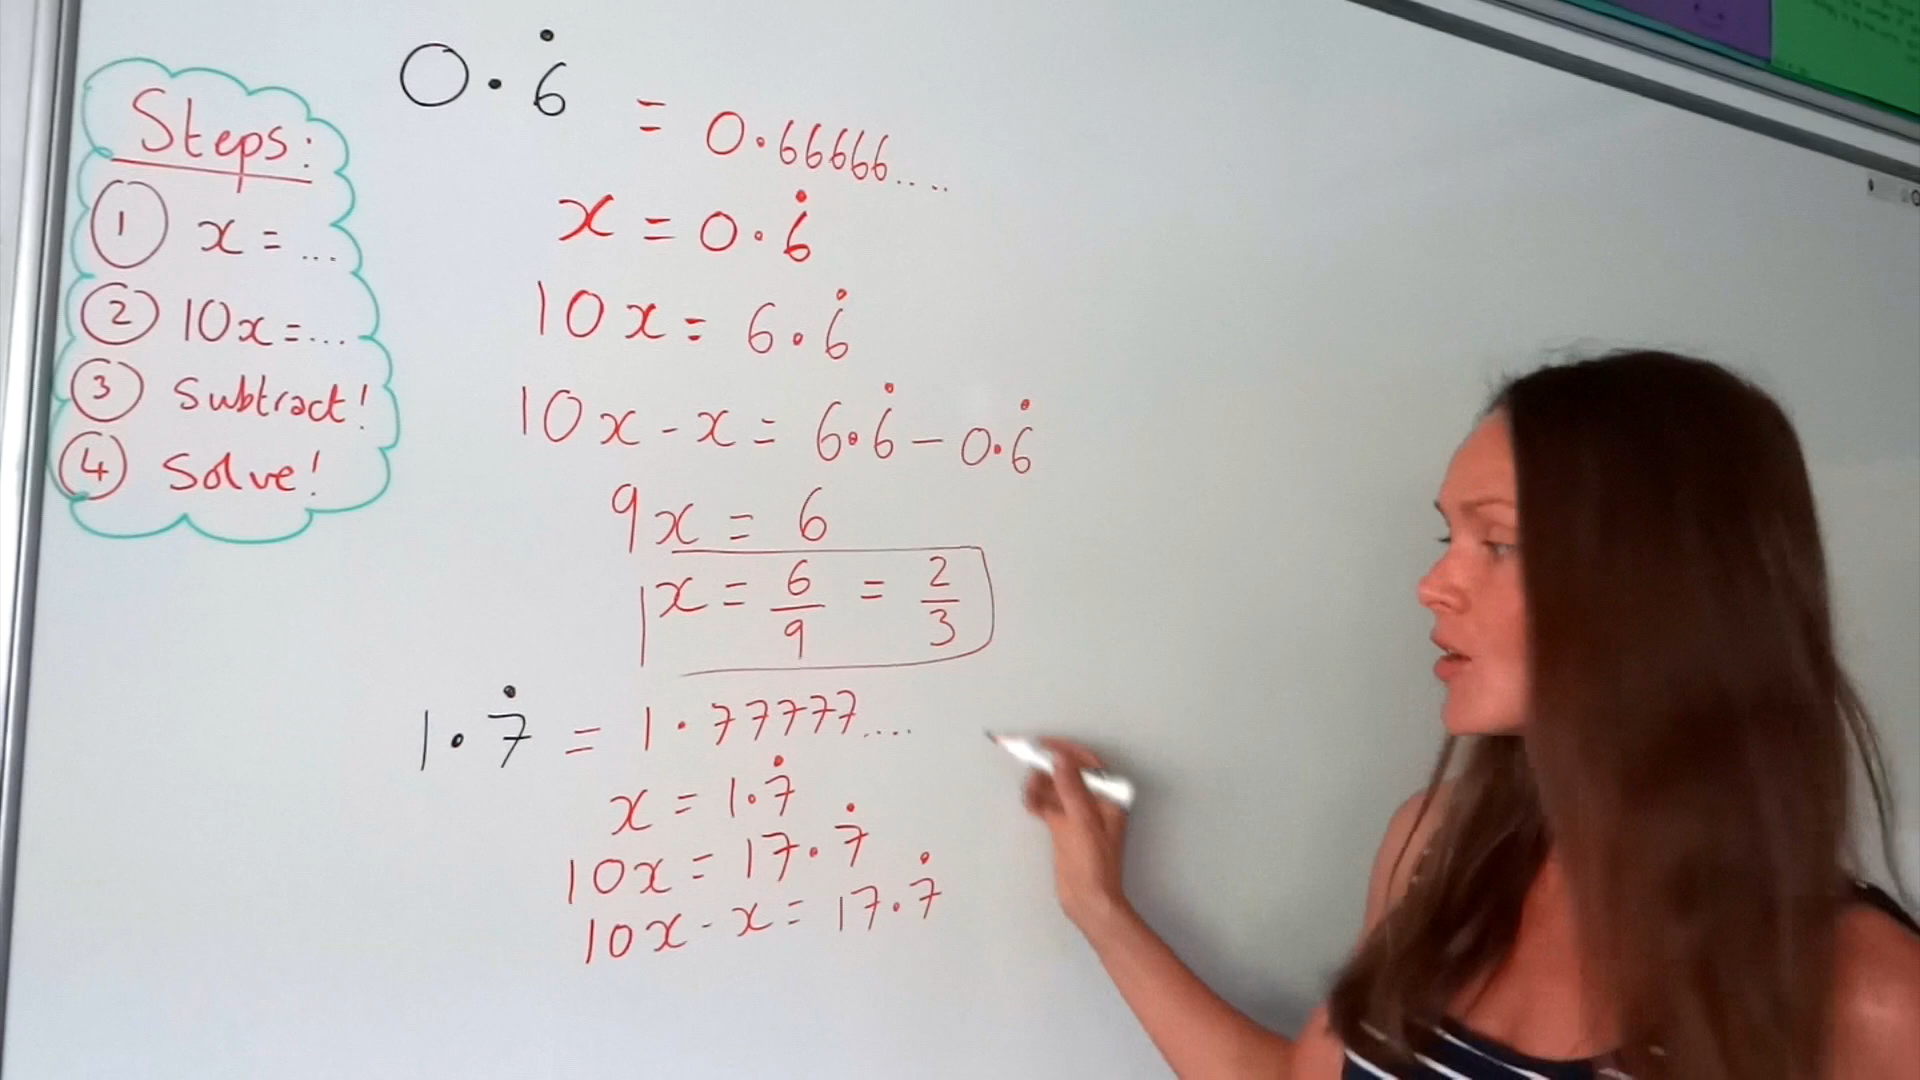 Steps:
① x = ...
② 10x = ...
③ Subtract!
④ Solve!
0.6̇ = 0.66666....
x = 0.6̇
10x = 6.6̇
10x - x = 6.6̇ - 0.6̇
9x = 6
x = 6/9 = 2/3
1.7̇ = 1.77777....
x = 1.7̇
10x = 17.7̇
10x - x = 17.7̇